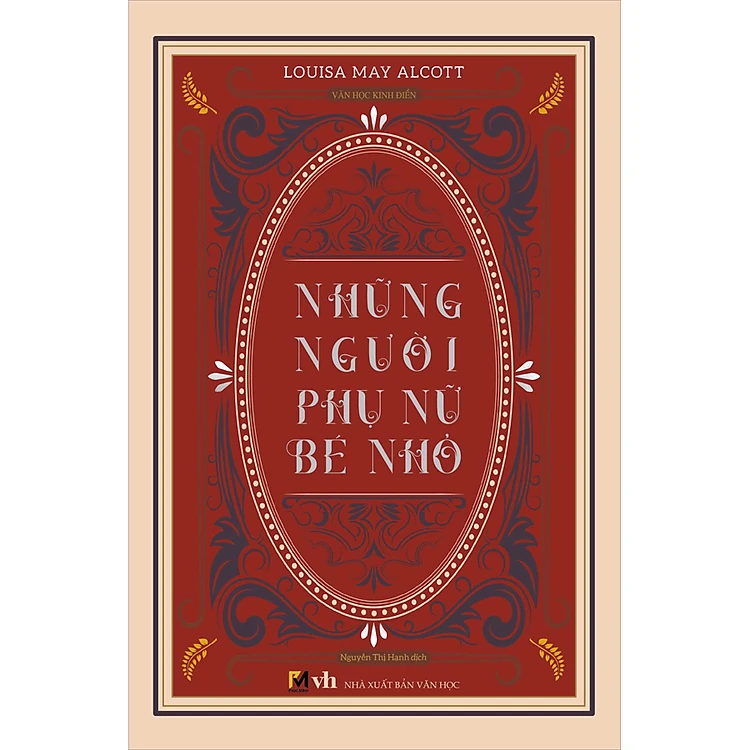 LOUISA MAY ALCOTT
VĂN HỌC KINH ĐIỂN
NHỮNG
NGƯỜI
PHỤ NỮ
BÉ NHỎ
Nguyễn Thị Hạnh dịch
vh NHÀ XUẤT BẢN VĂN HỌC